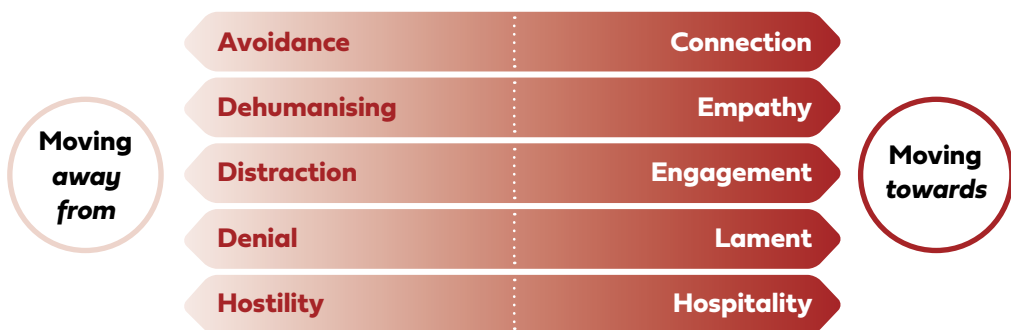 Avoidance Connection
Dehumanising Empathy
Moving
away
from
Distraction Engagement
Moving
towards
Denial Lament
Hostility Hospitality